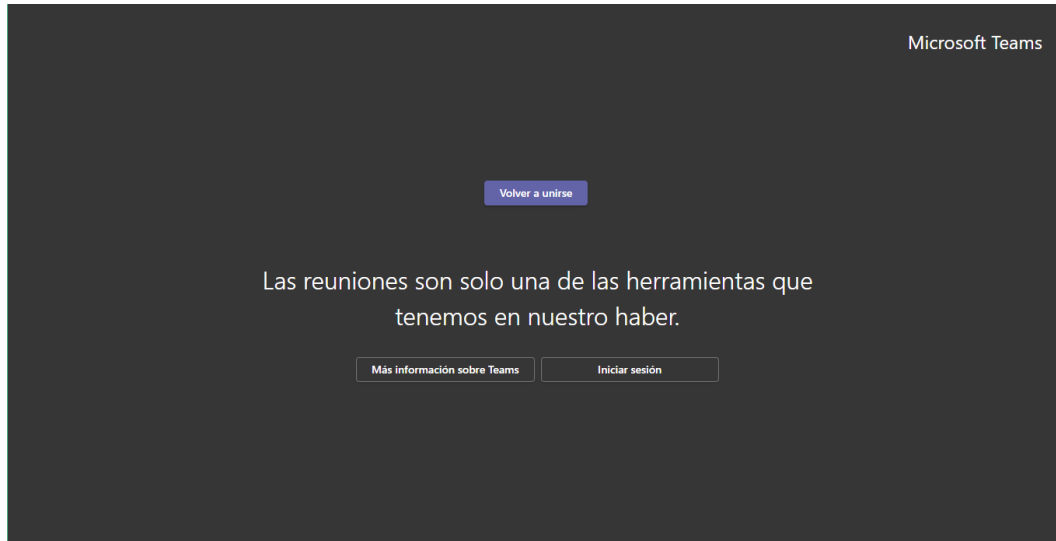 Microsoft Teams
Volver a unirse
Las reuniones son solo una de las herramientas que
tenemos en nuestro haber.
Más información sobre Teams
Iniciar sesión